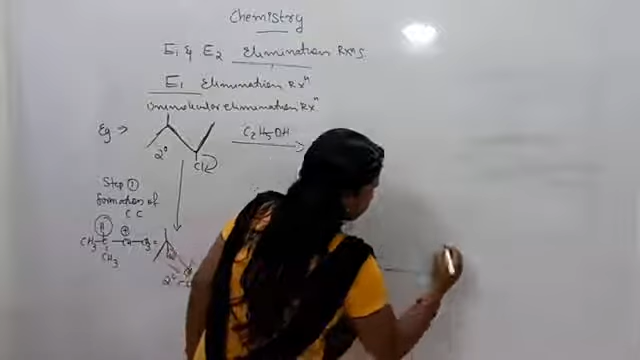 Chemistry
E1 & E2 Elimination Rxns.
E1 Elimination Rxn
Unimolecular elimination Rxn
Eg → C2H5OH
2° Cl
Step ①
formation of
C C
H ⊕
CH3-C-CH-CH3
CH3 2°